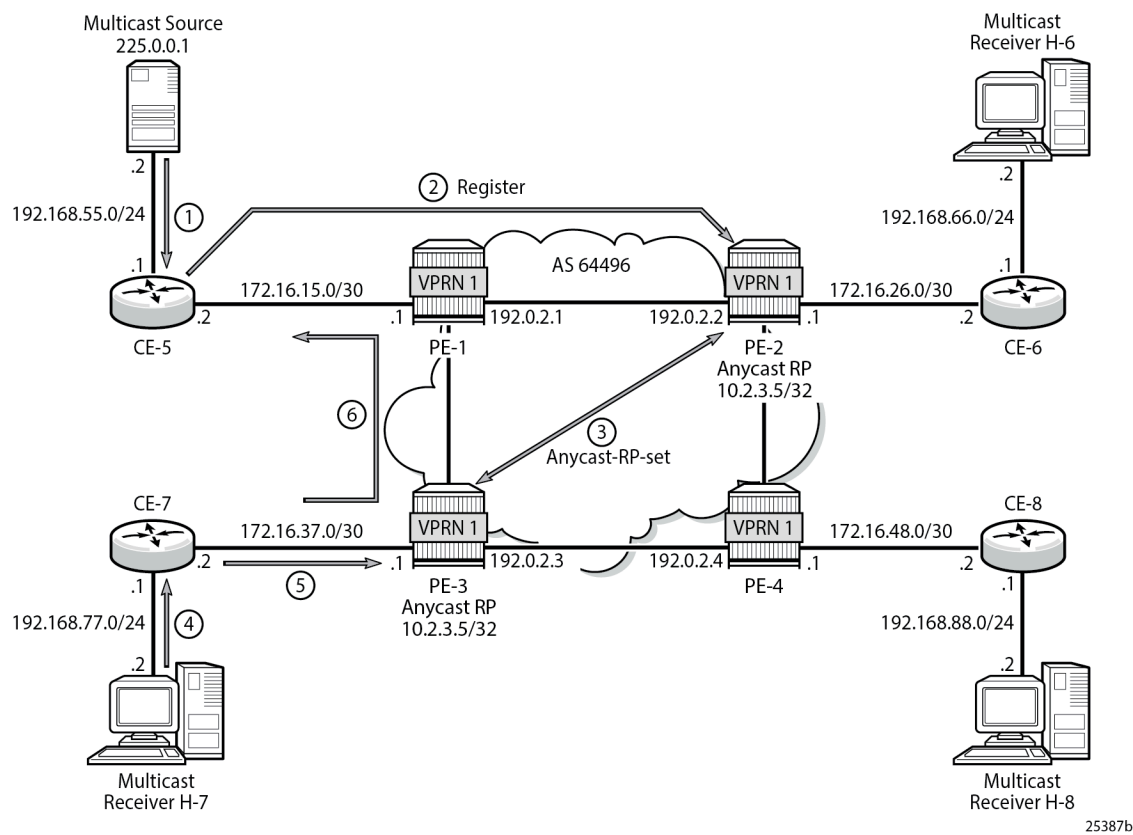 Multicast Source
225.0.0.1
Multicast
Receiver H-6
.2
.2
2 Register
192.168.55.0/24
1
192.168.66.0/24
.1
VPRN 1
AS 64496
VPRN 1
.1
172.16.15.0/30
172.16.26.0/30
.2
.1
192.0.2.1
192.0.2.2
.1
.2
CE-5
PE-1
PE-2
CE-6
Anycast RP
10.2.3.5/32
6
3
Anycast-RP-set
CE-7
CE-8
172.16.37.0/30
VPRN 1
VPRN 1
172.16.48.0/30
.2
.1
192.0.2.3
192.0.2.4
.1
.2
.1
5
PE-3
PE-4
.1
Anycast RP
10.2.3.5/32
192.168.77.0/24
4
192.168.88.0/24
.2
.2
Multicast
Receiver H-7
Multicast
Receiver H-8
25387b